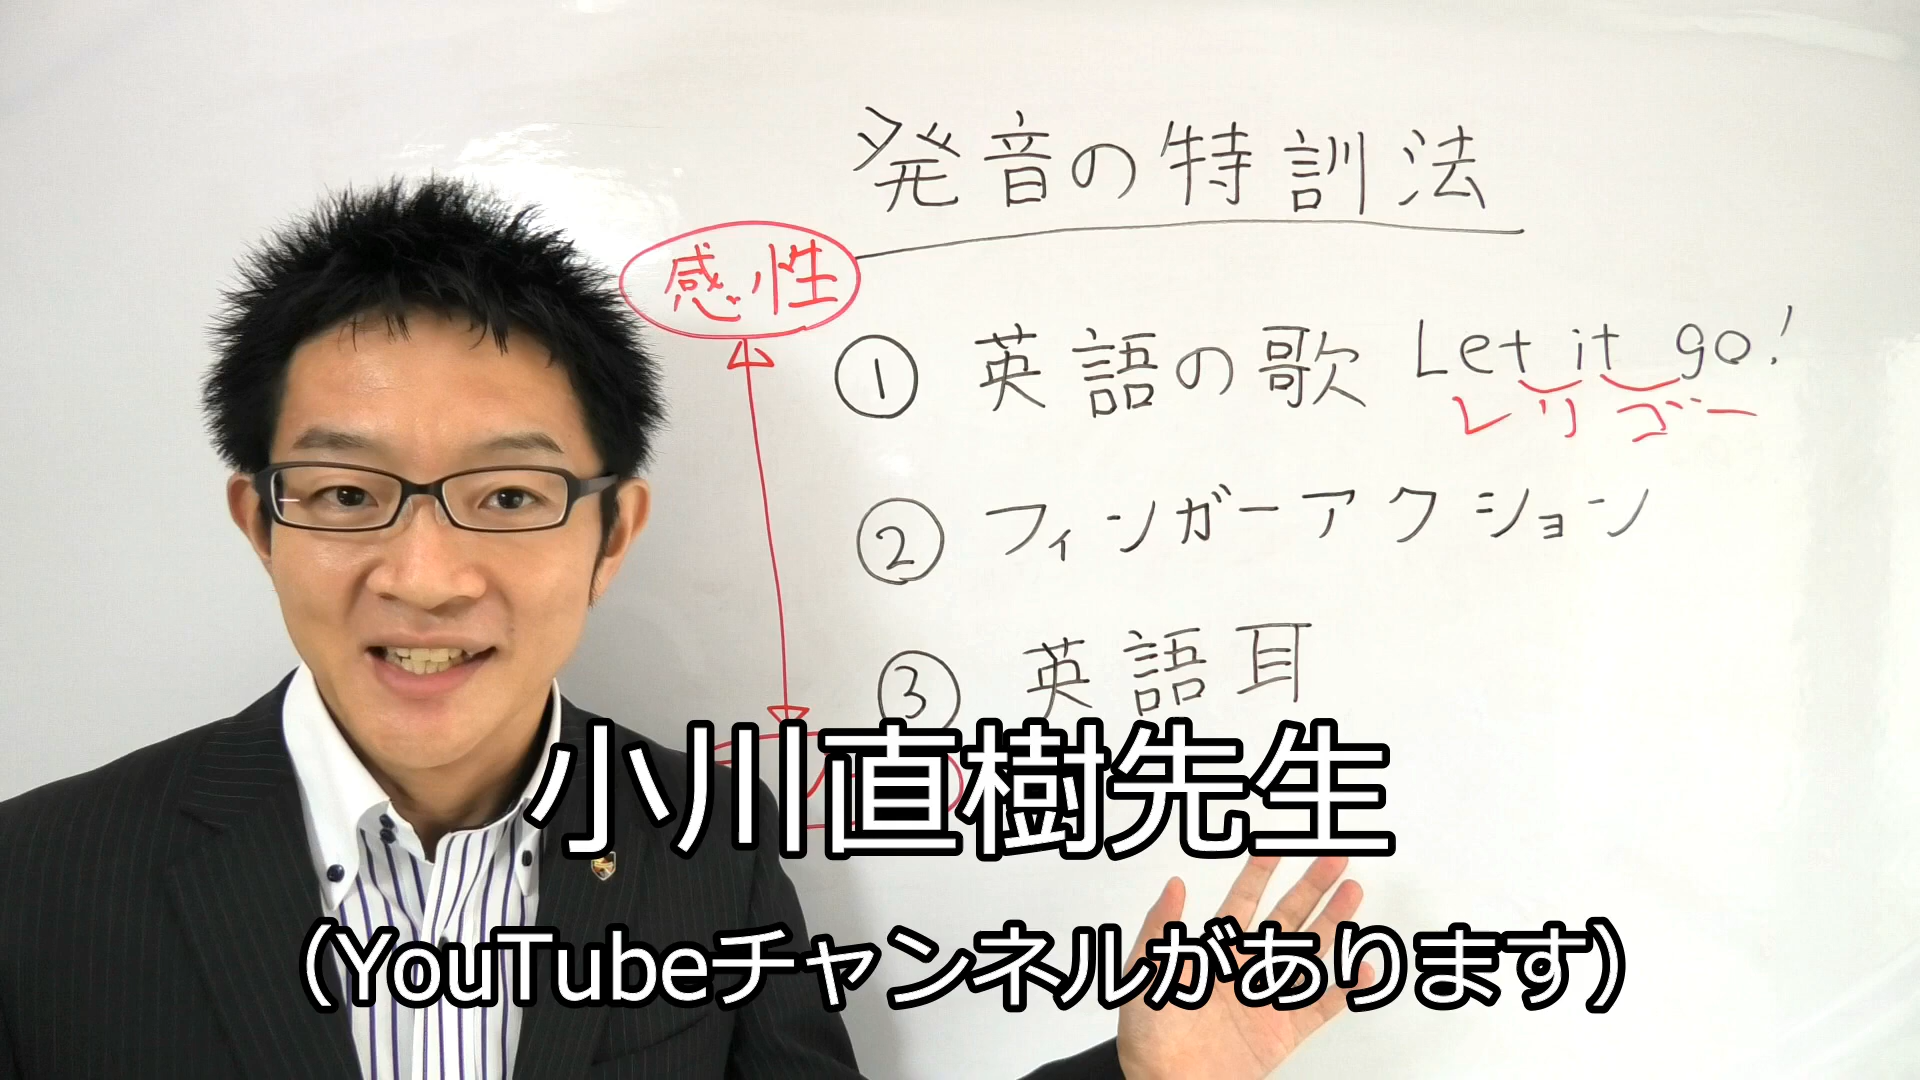 発音の特訓法
感性
① 英語の歌 Let it go!
レリゴー
② フィンガーアクション
③ 英語耳
小川直樹先生
（YouTubeチャンネルがあります）